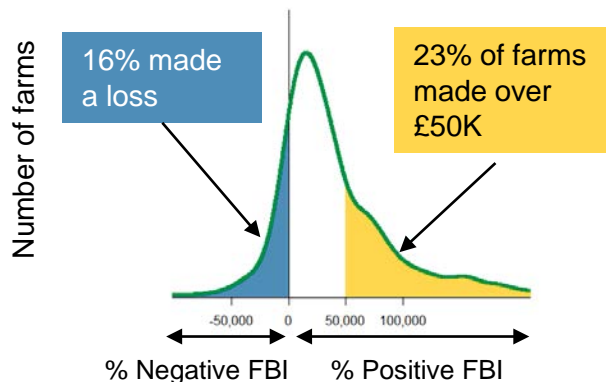 16% made
a loss
23% of farms
made over
£50K
Number of farms
-50,000 0 50,000 100,000
% Negative FBI % Positive FBI